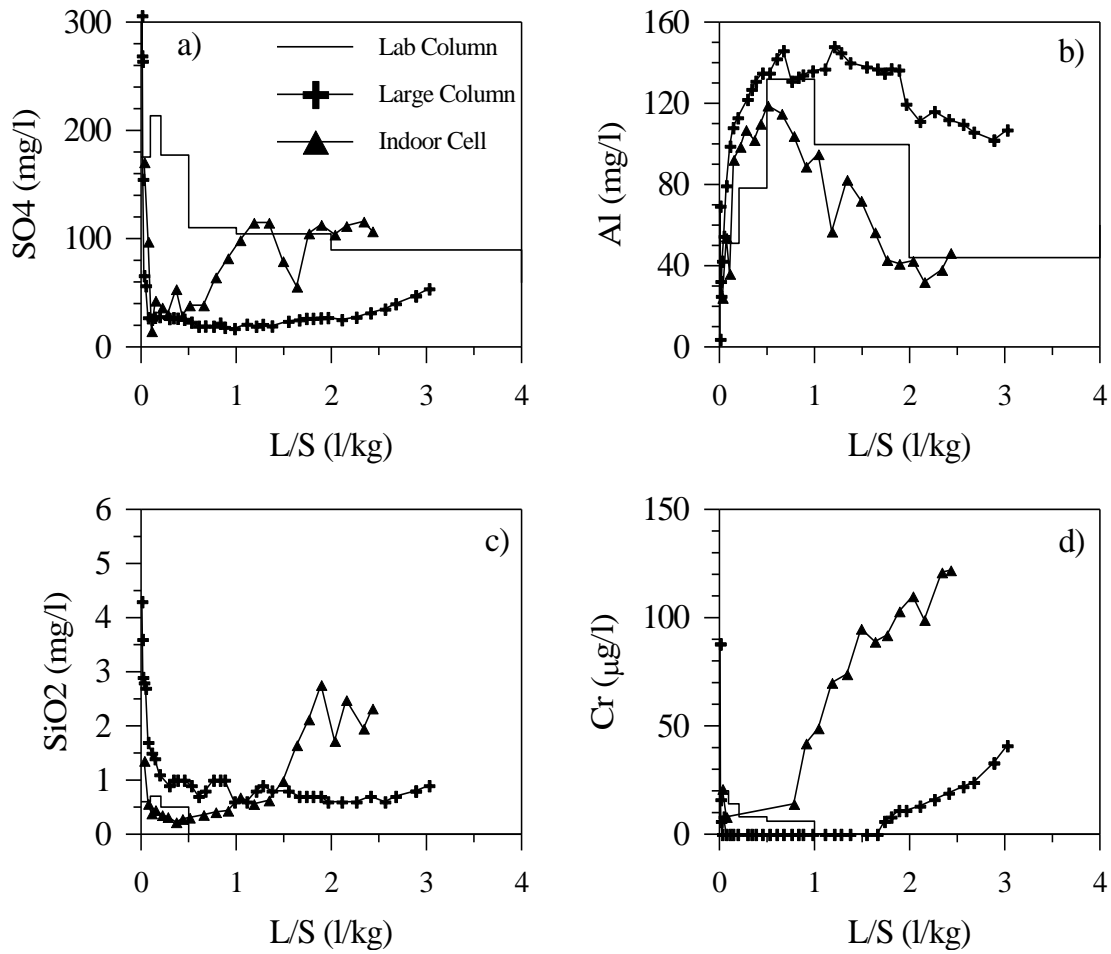 300
a)
Lab Column
Large Column
Indoor Cell
200
100
0
SO4 (mg/l)
0 1 2 3 4
L/S (l/kg)
160
b)
120
80
40
0
Al (mg/l)
0 1 2 3 4
L/S (l/kg)
6
c)
5
4
3
2
1
0
SiO2 (mg/l)
0 1 2 3 4
L/S (l/kg)
150
d)
100
50
0
Cr (μg/l)
0 1 2 3 4
L/S (l/kg)